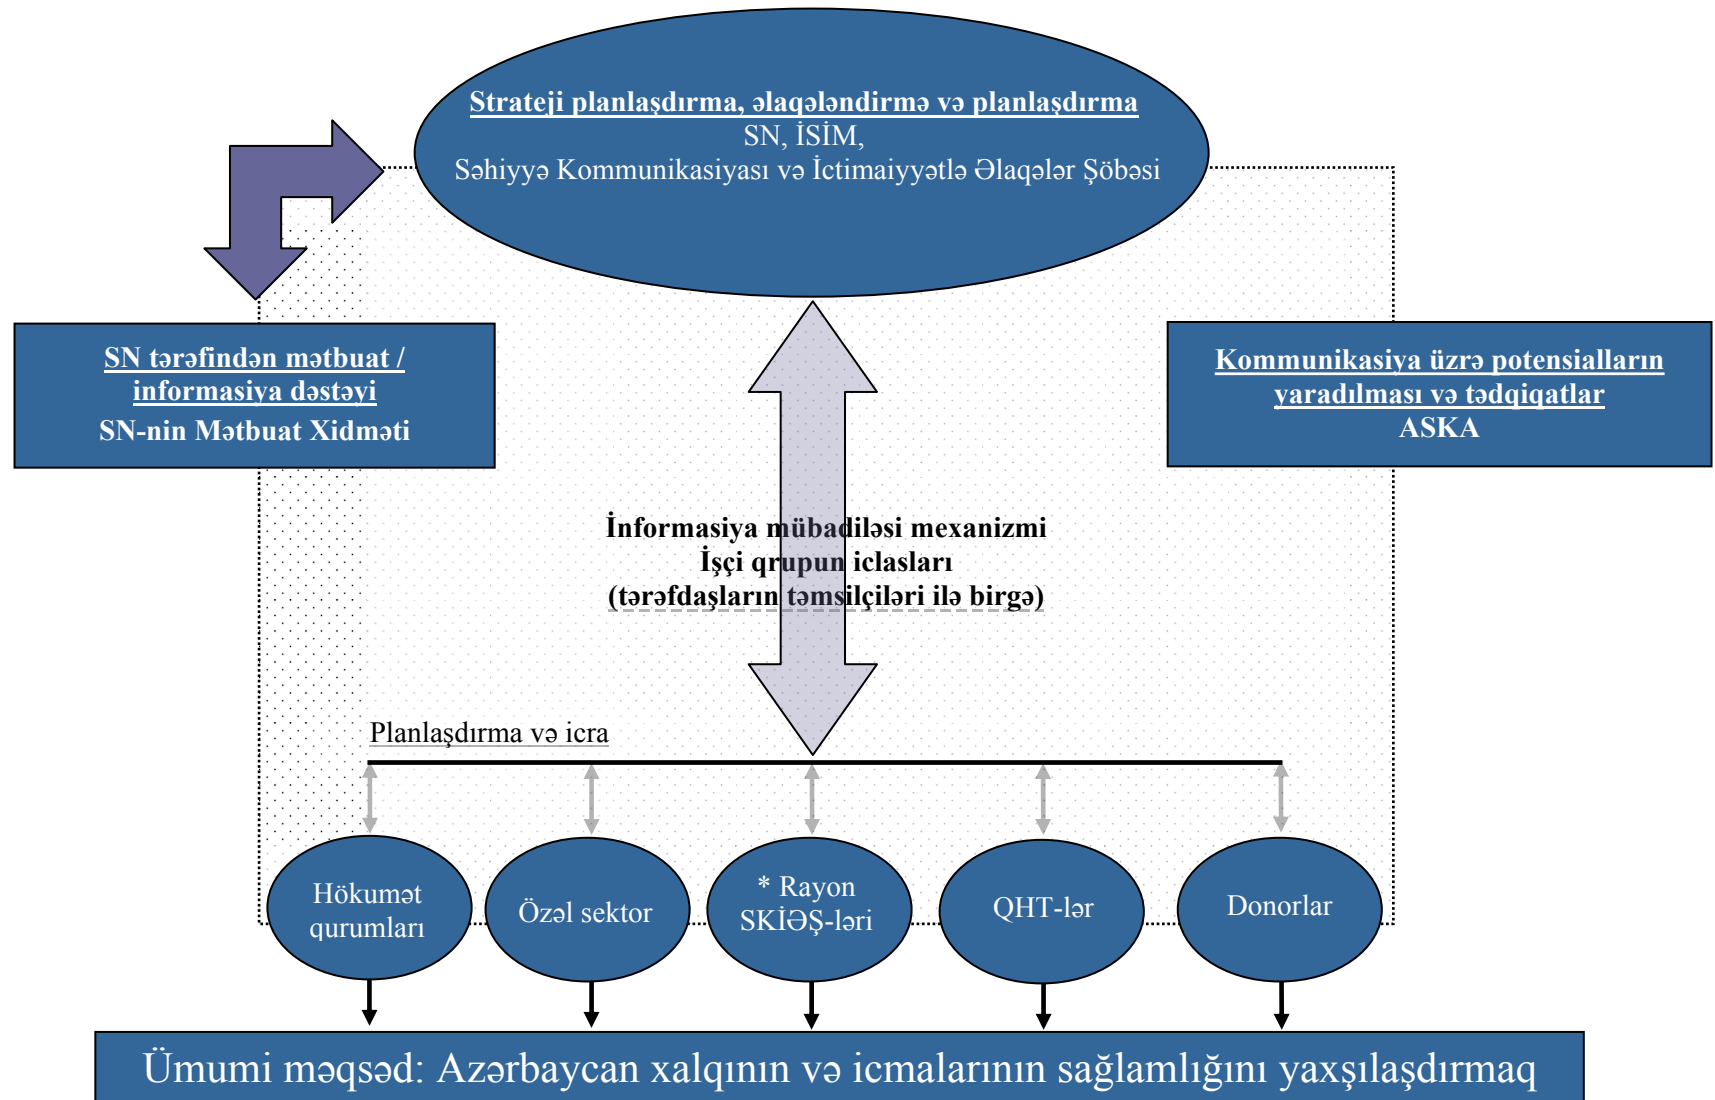 Strateji planlaşdırma, əlaqələndirmə və planlaşdırma
SN, İSİM,
Səhiyyə Kommunikasiyası və İctimaiyyətlə Əlaqələr Şöbəsi
SN tərəfindən mətbuat /
informasiya dəstəyi
SN-nin Mətbuat Xidməti
Kommunikasiya üzrə potensialların
yaradılması və tədqiqatlar
ASKA
İnformasiya mübadiləsi mexanizmi
İşçi qrupun iclasları
(tərəfdaşların təmsilçiləri ilə birgə)
Planlaşdırma və icra
Hökumət
qurumları
Özəl sektor
* Rayon
SKİƏŞ-ləri
QHT-lər
Donorlar
Ümumi məqsəd: Azərbaycan xalqının və icmalarının sağlamlığını yaxşılaşdırmaq